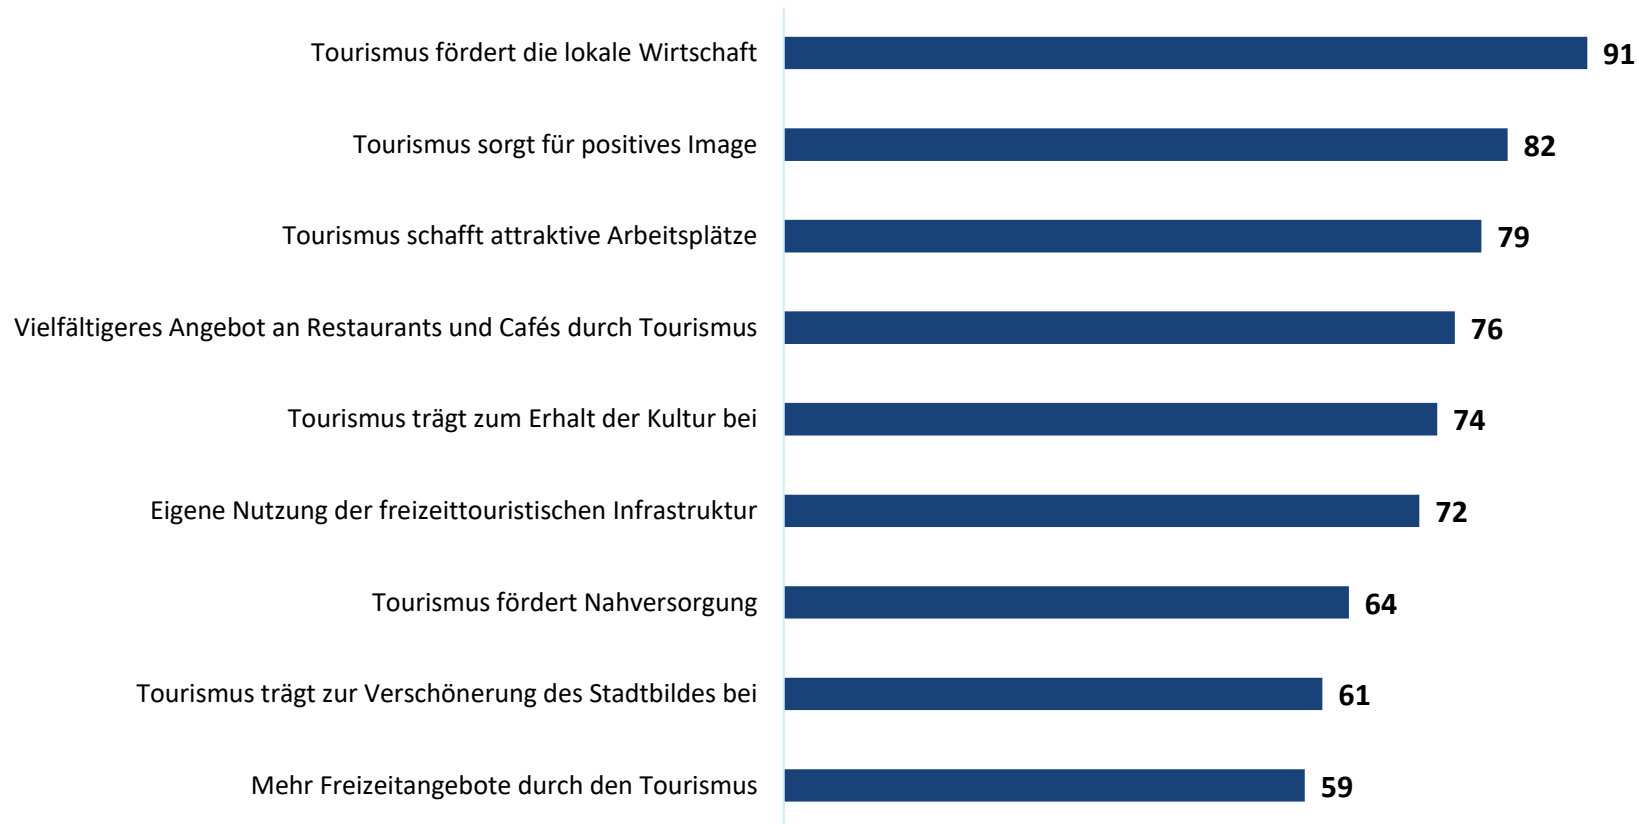 Tourismus fördert die lokale Wirtschaft 91
Tourismus sorgt für positives Image 82
Tourismus schafft attraktive Arbeitsplätze 79
Vielfältigeres Angebot an Restaurants und Cafés durch Tourismus 76
Tourismus trägt zum Erhalt der Kultur bei 74
Eigene Nutzung der freizeittouristischen Infrastruktur 72
Tourismus fördert Nahversorgung 64
Tourismus trägt zur Verschönerung des Stadtbildes bei 61
Mehr Freizeitangebote durch den Tourismus 59